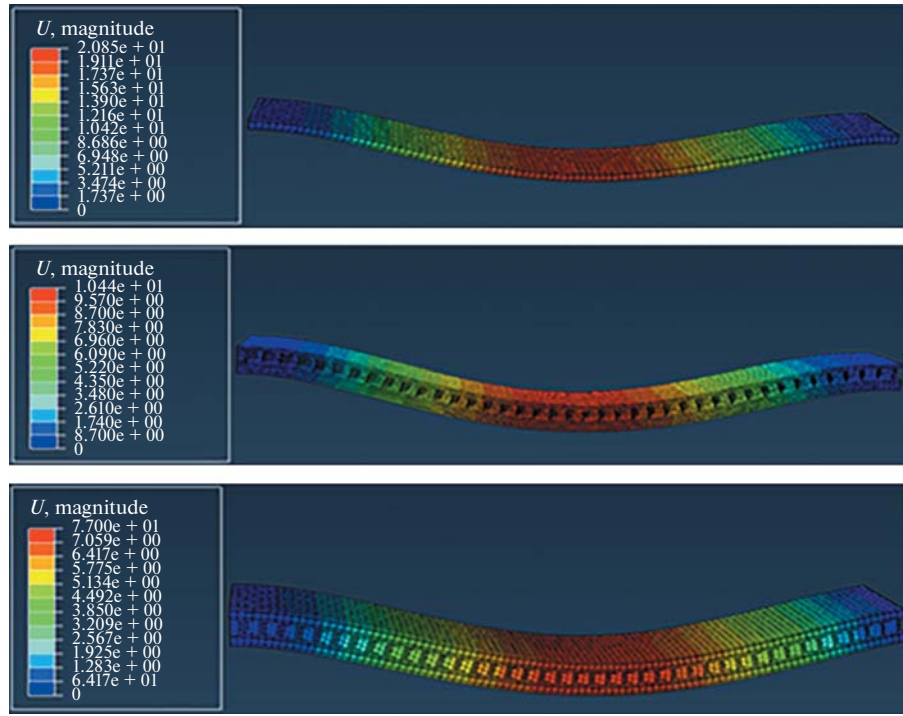 U, magnitude
2.085e + 01
1.911e + 01
1.737e + 01
1.563e + 01
1.390e + 01
1.216e + 01
1.042e + 01
8.686e + 00
6.948e + 00
5.211e + 00
3.474e + 00
1.737e + 00
0
U, magnitude
1.044e + 01
9.570e + 00
8.700e + 00
7.830e + 00
6.960e + 00
6.090e + 00
5.220e + 00
4.350e + 00
3.480e + 00
2.610e + 00
1.740e + 00
8.700e + 00
0
U, magnitude
7.700e + 01
7.059e + 00
6.417e + 00
5.775e + 00
5.134e + 00
4.492e + 00
3.850e + 00
3.209e + 00
2.567e + 00
1.925e + 00
1.283e + 00
6.417e + 01
0